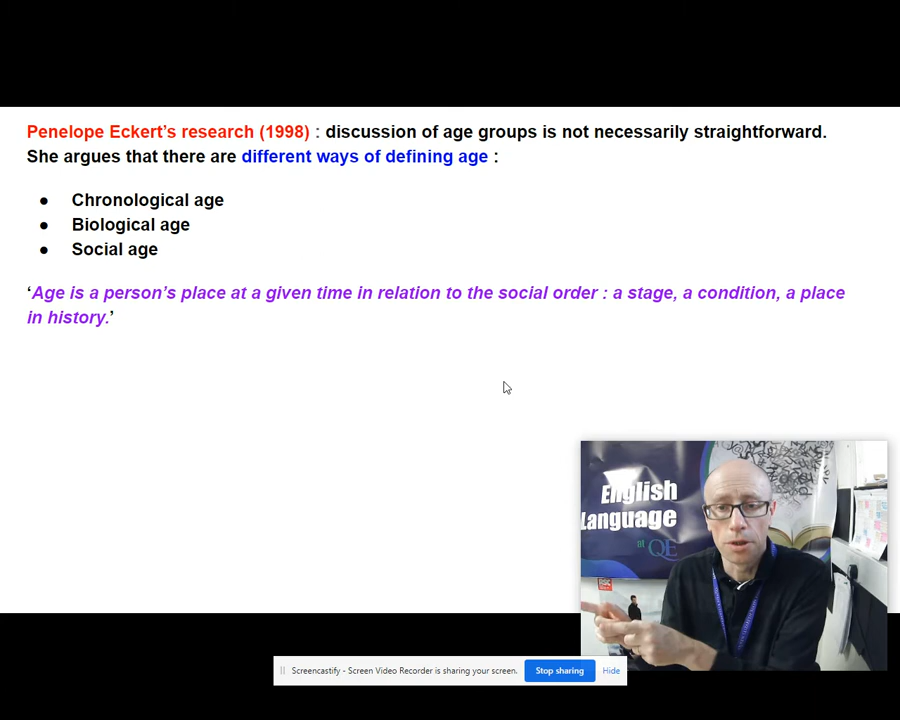 Penelope Eckert's research (1998) : discussion of age groups is not necessarily straightforward.
She argues that there are different ways of defining age :
● Chronological age
● Biological age
● Social age
'Age is a person's place at a given time in relation to the social order : a stage, a condition, a place
in history.'
English
Language
at QE
RSC
Screencastify - Screen Video Recorder is sharing your screen.
Stop sharing
Hide